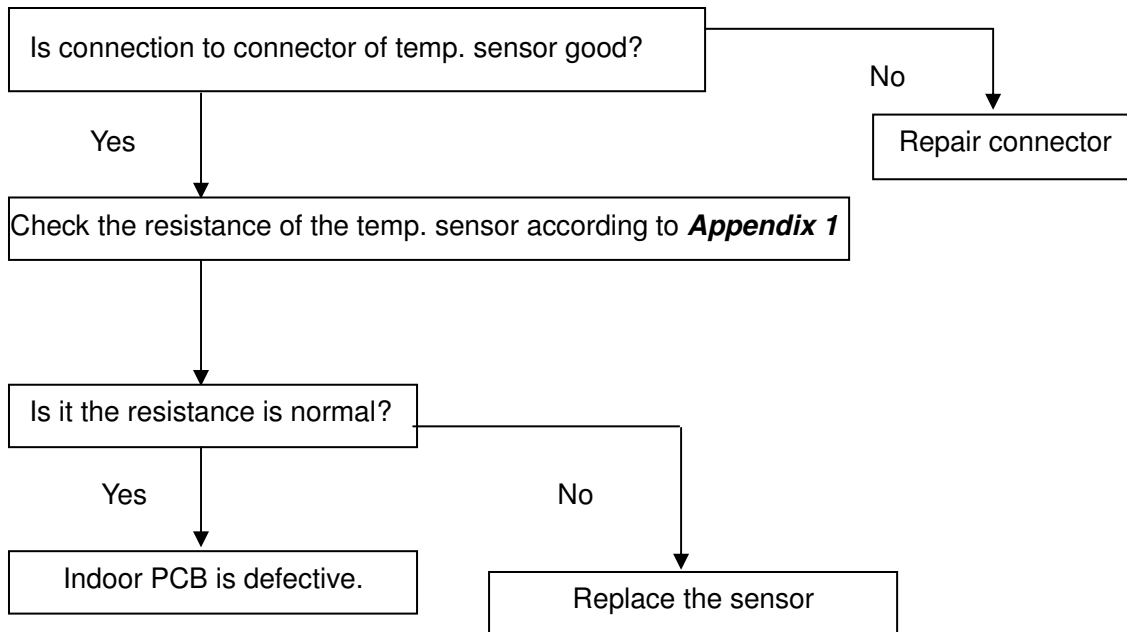 Is connection to connector of temp. sensor good?
No
Yes
Repair connector
Check the resistance of the temp. sensor according to Appendix 1
Is it the resistance is normal?
Yes
No
Indoor PCB is defective.
Replace the sensor